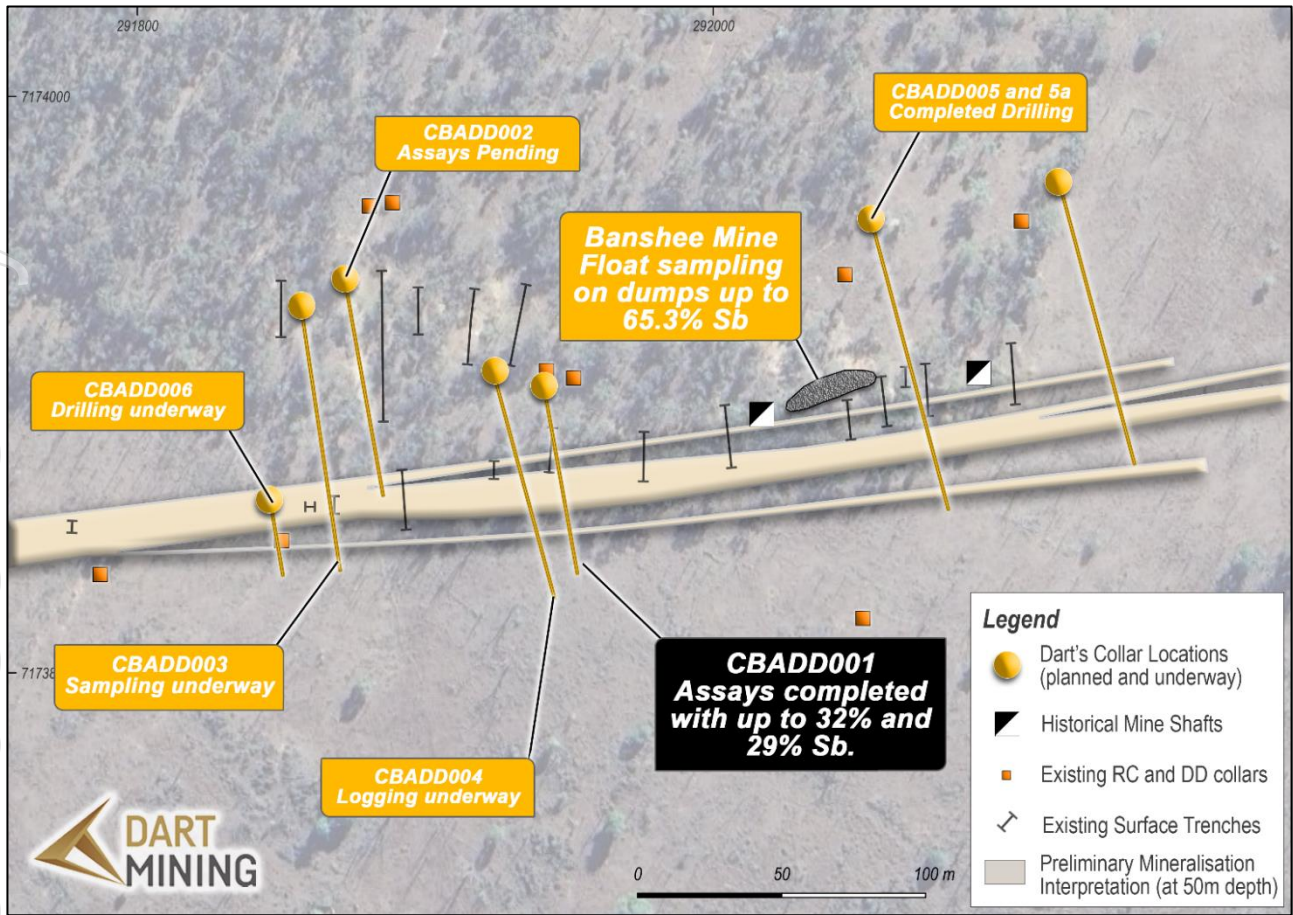 291800
292000
7174000
CBADD002
Assays Pending
CBADD005 and 5a
Completed Drilling
Banshee Mine
Float sampling
on dumps up to
65.3% Sb
CBADD006
Drilling underway
CBADD003
Sampling underway
71738
CBADD001
Assays completed
with up to 32% and
29% Sb.
CBADD004
Logging underway
Legend
Dart's Collar Locations
(planned and underway)
Historical Mine Shafts
Existing RC and DD collars
Existing Surface Trenches
Preliminary Mineralisation
Interpretation (at 50m depth)
DART
MINING
0 50 100 m